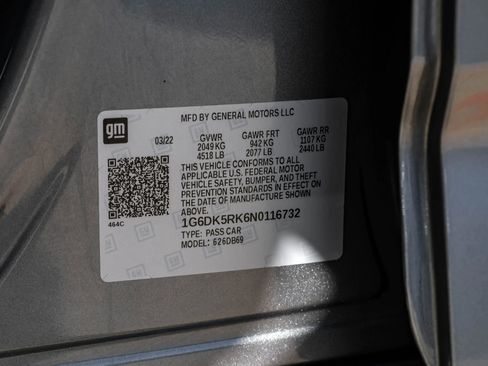 gm
MFD BY GENERAL MOTORS LLC
03/22 GVWR GAWR FRT GAWR RR
2049 KG 942 KG 1107 KG
4518 LB 2077 LB 2440 LB
THIS VEHICLE CONFORMS TO ALL
APPLICABLE U.S. FEDERAL MOTOR
VEHICLE SAFETY, BUMPER, AND THEFT
PREVENTION STANDARDS IN EFFECT ON
THE DATE OF MANUFACTURE SHOWN
ABOVE.
464C
1G6DK5RK6N0116732
TYPE: PASS CAR
MODEL: 626DB69